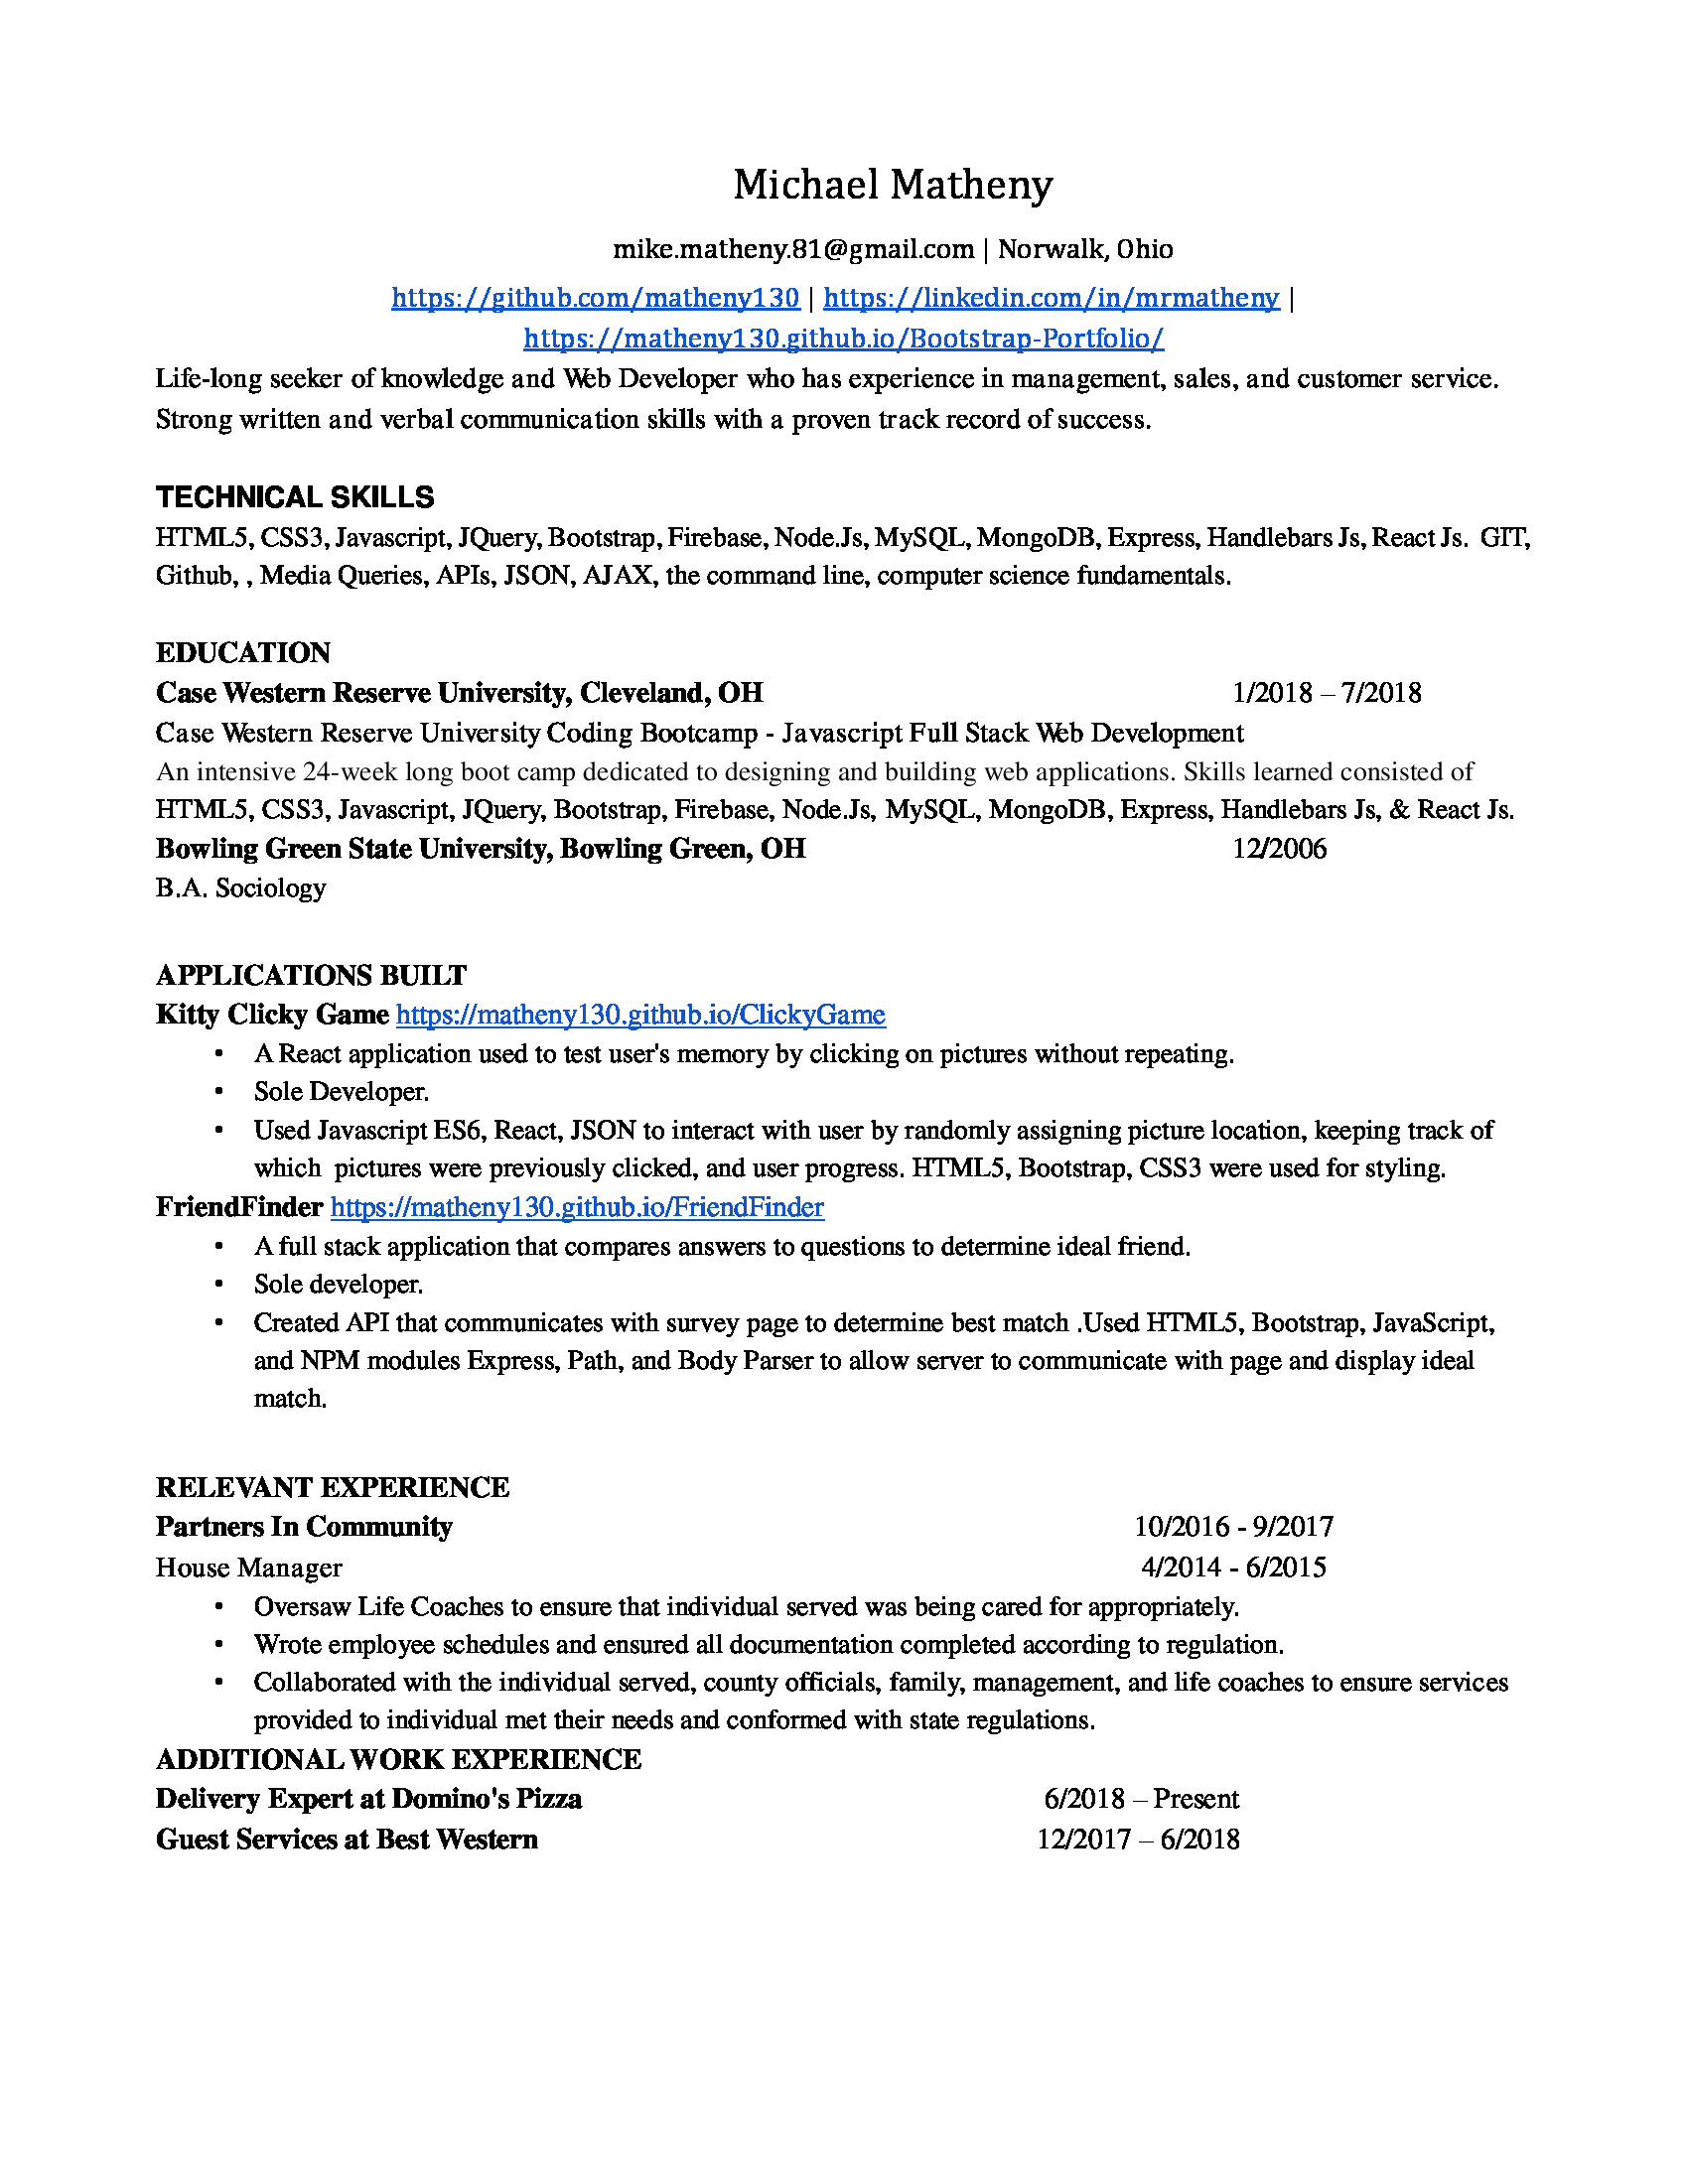 Michael Matheny
mike.matheny.81@gmail.com | Norwalk, Ohio
https://github.com/matheny130 | https://linkedin.com/in/mrmatheny |
https://matheny130.github.io/Bootstrap-Portfolio/
Life-long seeker of knowledge and Web Developer who has experience in management, sales, and customer service.
Strong written and verbal communication skills with a proven track record of success.
TECHNICAL SKILLS
HTML5, CSS3, Javascript, JQuery, Bootstrap, Firebase, Node.Js, MySQL, MongoDB, Express, Handlebars Js, React Js.  GIT,
Github, , Media Queries, APIs, JSON, AJAX, the command line, computer science fundamentals.
EDUCATION
Case Western Reserve University, Cleveland, OH 1/2018 – 7/2018
Case Western Reserve University Coding Bootcamp - Javascript Full Stack Web Development
An intensive 24-week long boot camp dedicated to designing and building web applications. Skills learned consisted of
HTML5, CSS3, Javascript, JQuery, Bootstrap, Firebase, Node.Js, MySQL, MongoDB, Express, Handlebars Js, & React Js.
Bowling Green State University, Bowling Green, OH 12/2006
B.A. Sociology
APPLICATIONS BUILT
Kitty Clicky Game https://matheny130.github.io/ClickyGame
• A React application used to test user's memory by clicking on pictures without repeating.
• Sole Developer.
• Used Javascript ES6, React, JSON to interact with user by randomly assigning picture location, keeping track of
which  pictures were previously clicked, and user progress. HTML5, Bootstrap, CSS3 were used for styling.
FriendFinder https://matheny130.github.io/FriendFinder
• A full stack application that compares answers to questions to determine ideal friend.
• Sole developer.
• Created API that communicates with survey page to determine best match .Used HTML5, Bootstrap, JavaScript,
and NPM modules Express, Path, and Body Parser to allow server to communicate with page and display ideal
match.
RELEVANT EXPERIENCE
Partners In Community 10/2016 - 9/2017
House Manager 4/2014 - 6/2015
• Oversaw Life Coaches to ensure that individual served was being cared for appropriately.
• Wrote employee schedules and ensured all documentation completed according to regulation.
• Collaborated with the individual served, county officials, family, management, and life coaches to ensure services
provided to individual met their needs and conformed with state regulations.
ADDITIONAL WORK EXPERIENCE
Delivery Expert at Domino's Pizza 6/2018 – Present
Guest Services at Best Western 12/2017 – 6/2018